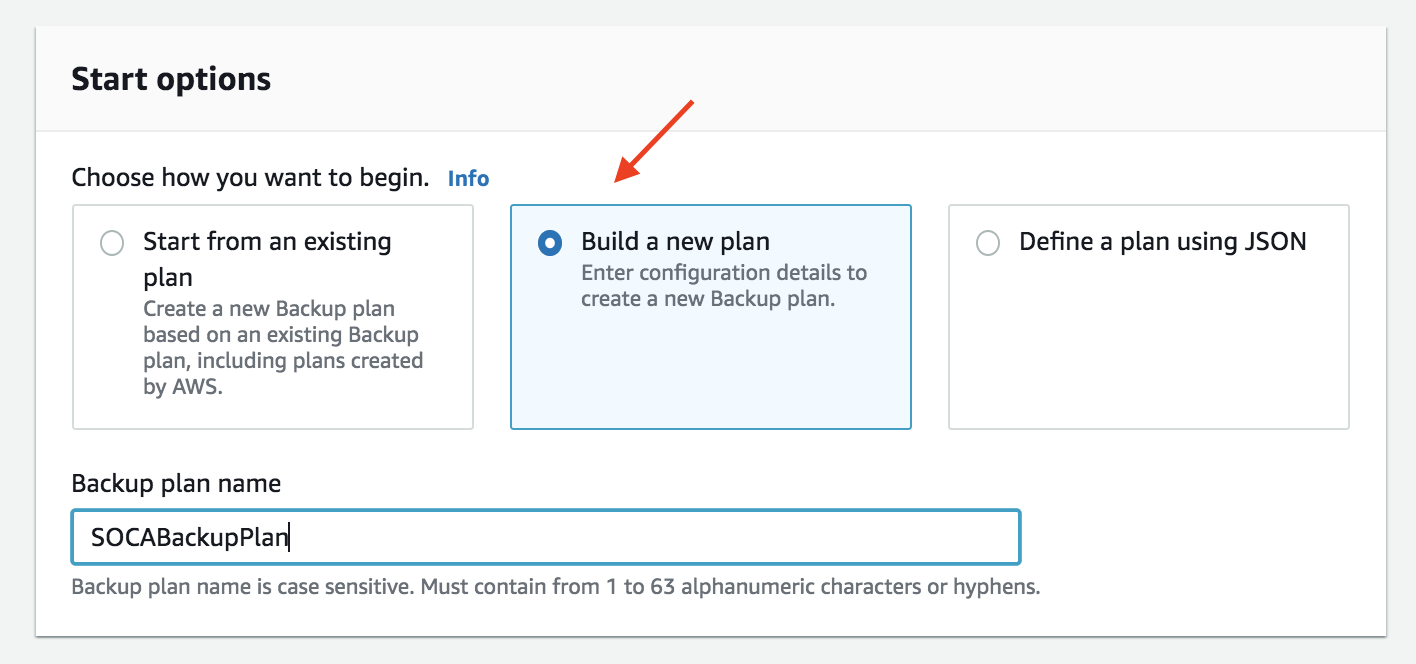 Start options
Choose how you want to begin. Info
Start from an existing
plan
Create a new Backup plan
based on an existing Backup
plan, including plans created
by AWS.
Build a new plan
Enter configuration details to
create a new Backup plan.
Define a plan using JSON
Backup plan name
SOCABackupPlan
Backup plan name is case sensitive. Must contain from 1 to 63 alphanumeric characters or hyphens.